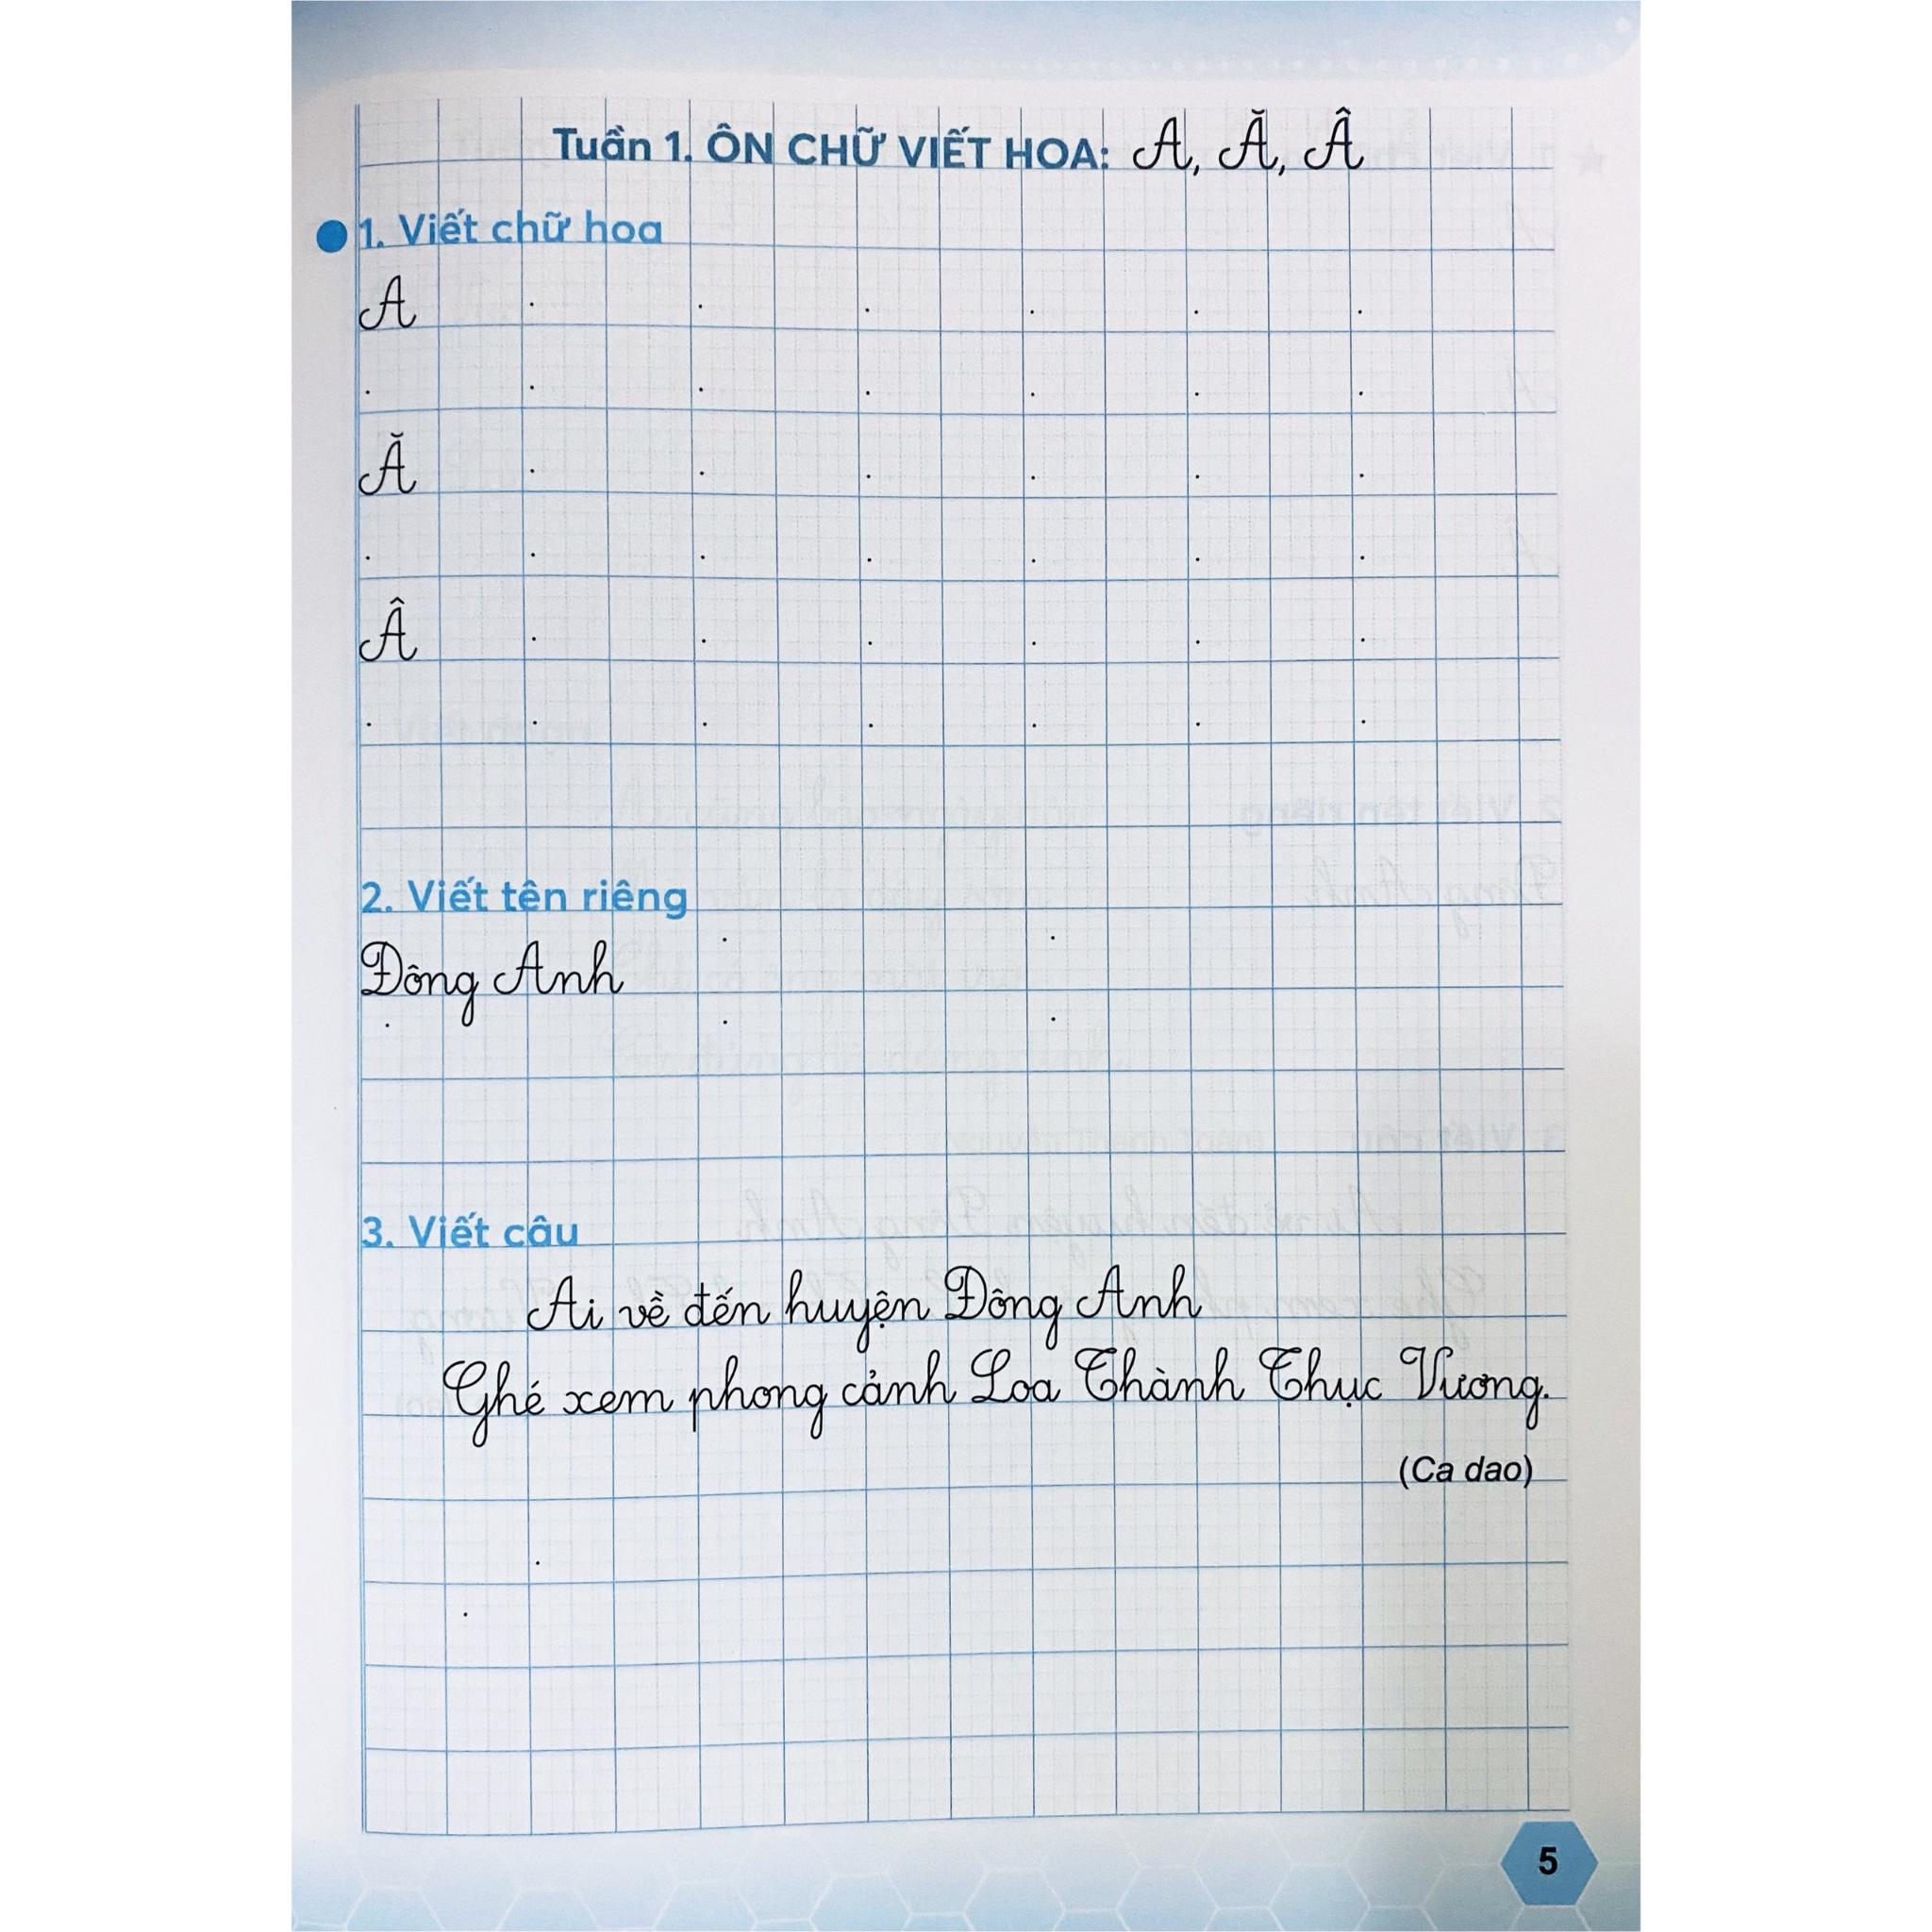 Tuần 1. ÔN CHỮ VIẾT HOA: A, Ă, Â
1. Viết chữ hoa
A
Ă
Â
2. Viết tên riêng
Đông Anh
3. Viết câu
Ai về đến huyện Đông Anh
Ghé xem phong cảnh Loa Thành Thục Vương.
(Ca dao)
5